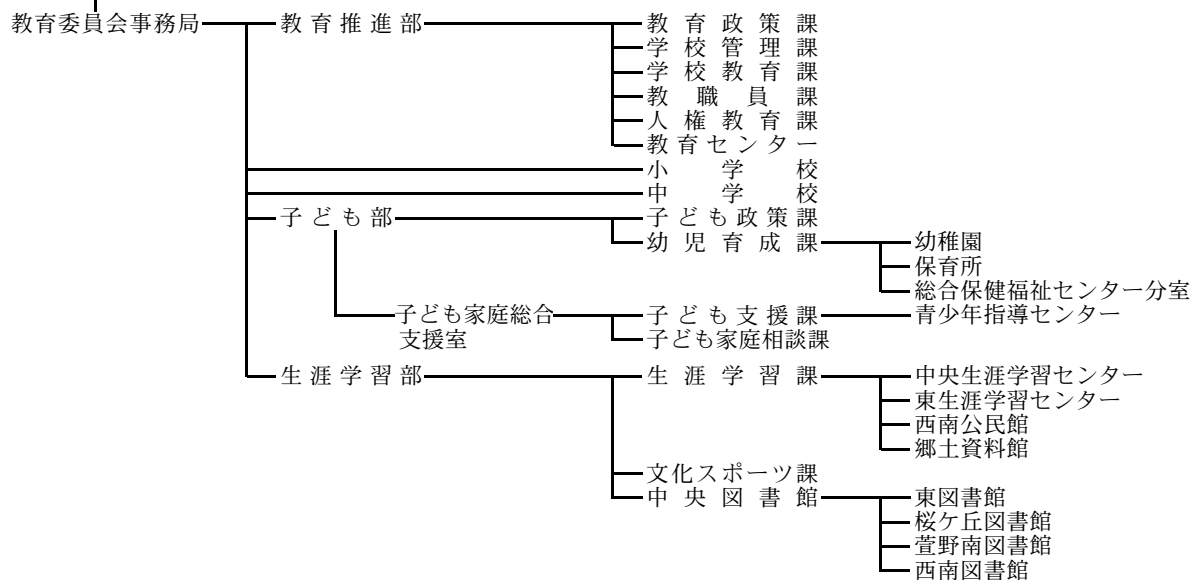 教育委員会事務局 教育推進部 教育政策課
学校管理課
学校教育課
教職員課
人権教育課
教育センター
小学校
中学校
子ども部 子ども政策課
幼児育成課 幼稚園
保育所
総合保健福祉センター分室
子ども家庭総合 子ども支援課 青少年指導センター
支援室 子ども家庭相談課
生涯学習部 生涯学習課 中央生涯学習センター
東生涯学習センター
西南公民館
郷土資料館
文化スポーツ課
中央図書館 東図書館
桜ケ丘図書館
萱野南図書館
西南図書館